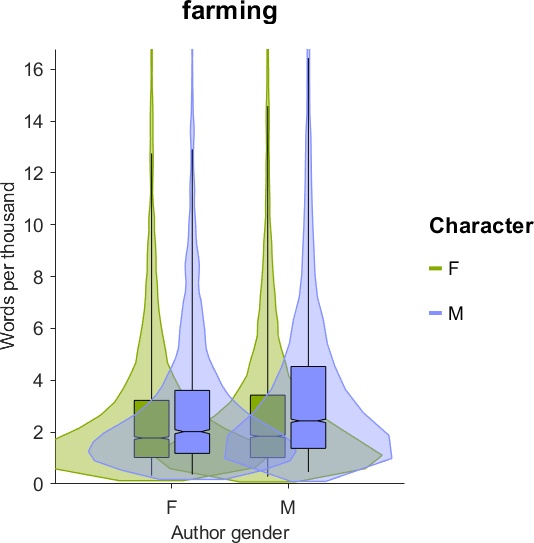 farming
16
14
12
10
8
6
4
2
0
Words per thousand
F
M
Author gender
Character
F
M